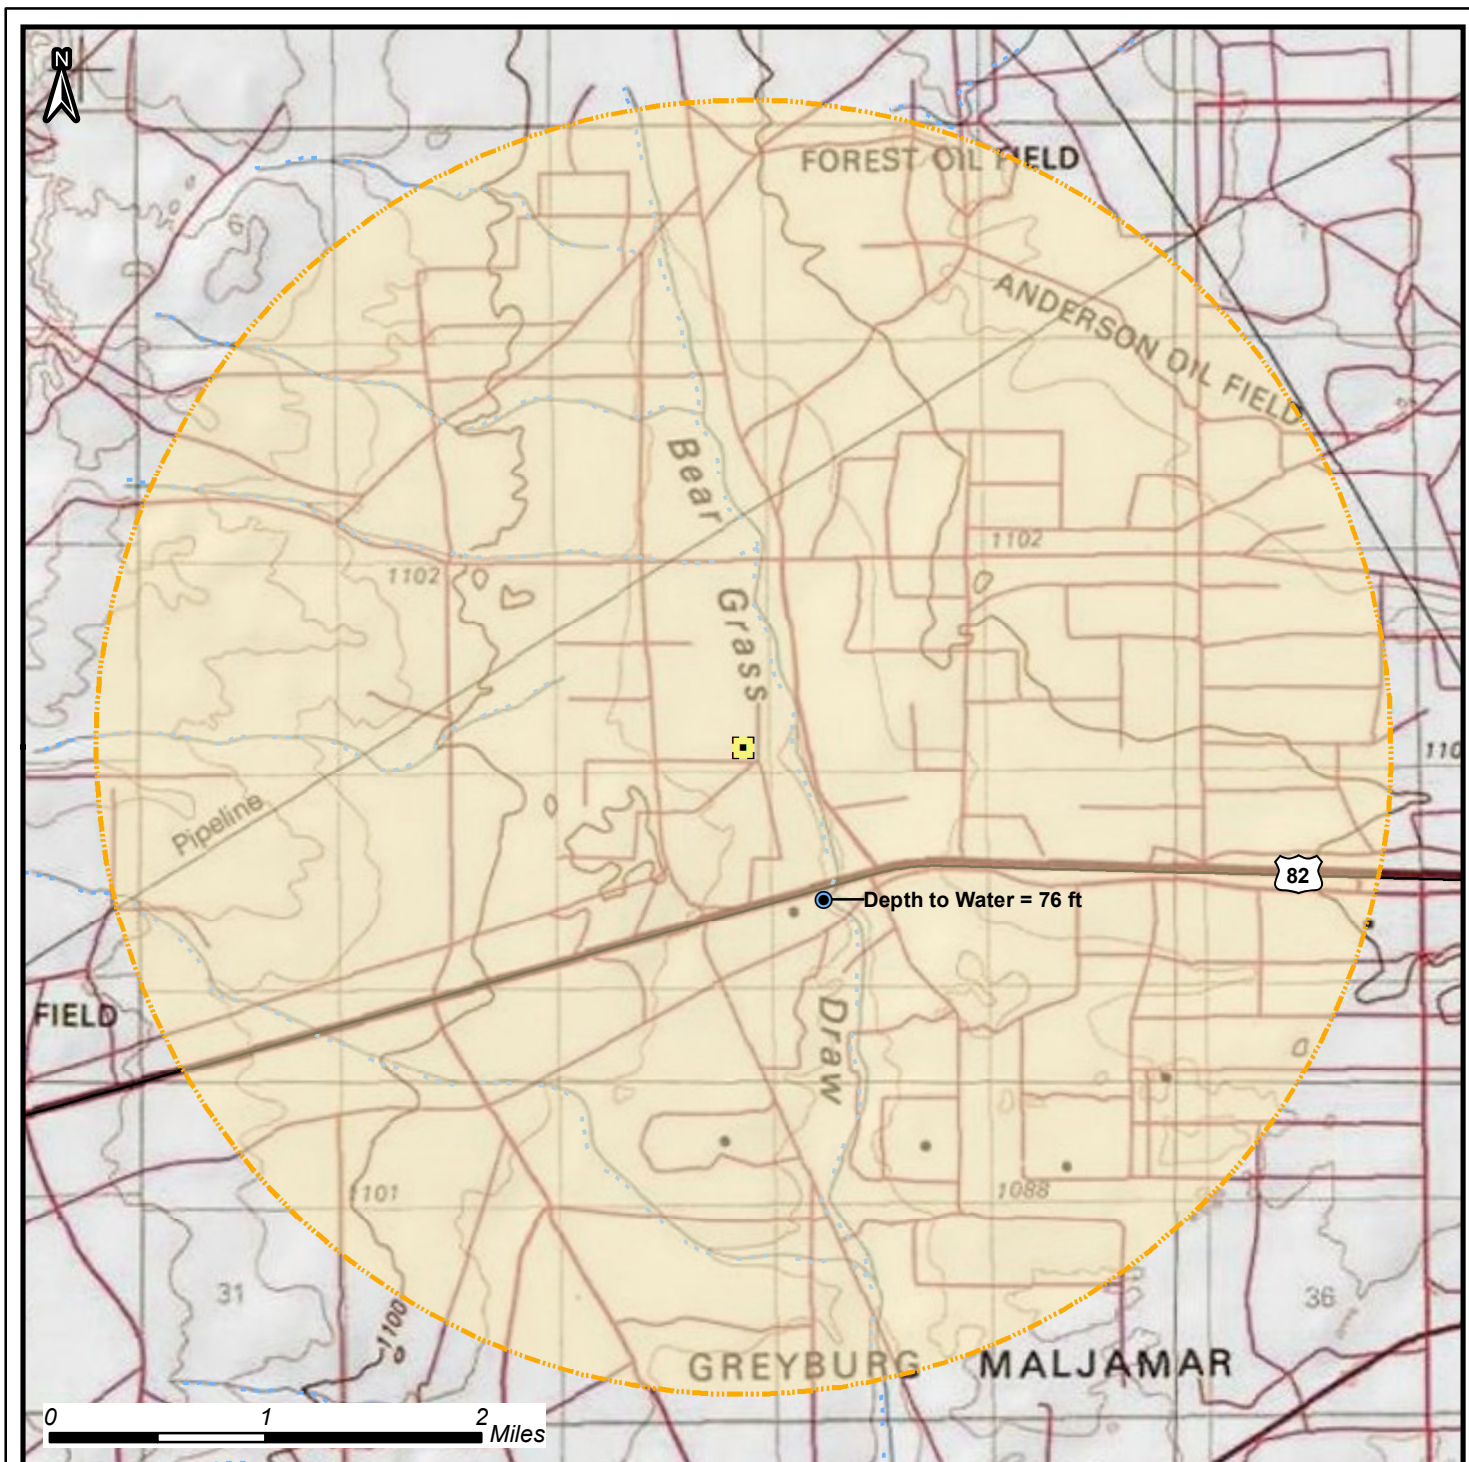 N
FOREST OIL FIELD
ANDERSON OIL FIELD
Bear
1102
1102
Grass
110
Pipeline
82
Depth to Water = 76 ft
FIELD
Draw
1101
1088
31
36
1100
GREYBURG MALJAMAR
0 1 2
Miles